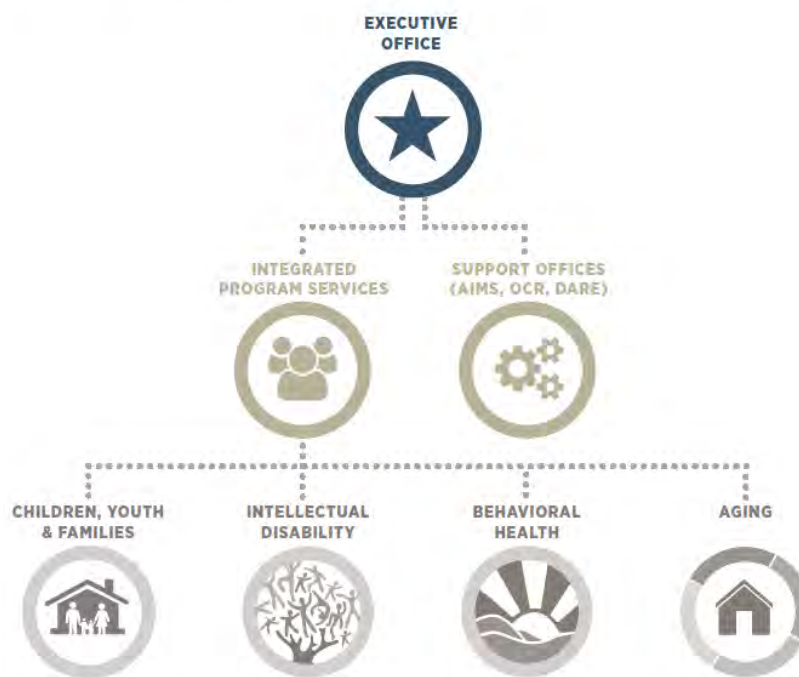 EXECUTIVE
OFFICE
INTEGRATED
PROGRAM SERVICES
SUPPORT OFFICES
(AIMS, OCR, DARE)
CHILDREN, YOUTH
& FAMILIES
INTELLECTUAL
DISABILITY
BEHAVIORAL
HEALTH
AGING